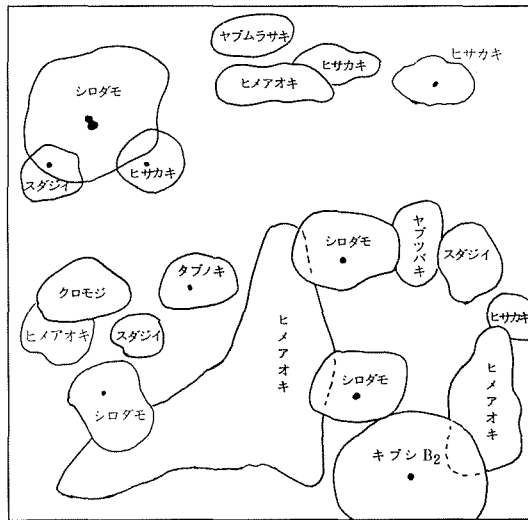 ヤブムラサキ
ヒサカキ
ヒサカキ
ヒメアオキ
シロダモ
スダジイ
ヒサカキ
シロダモ
ヤブツバキ
スダジイ
タブノキ
クロモジ
ヒメアオキ
スダジイ
ヒメアオキ
ヒサカキ
シロダモ
シロダモ
ヒメアオキ
キブシ B₂